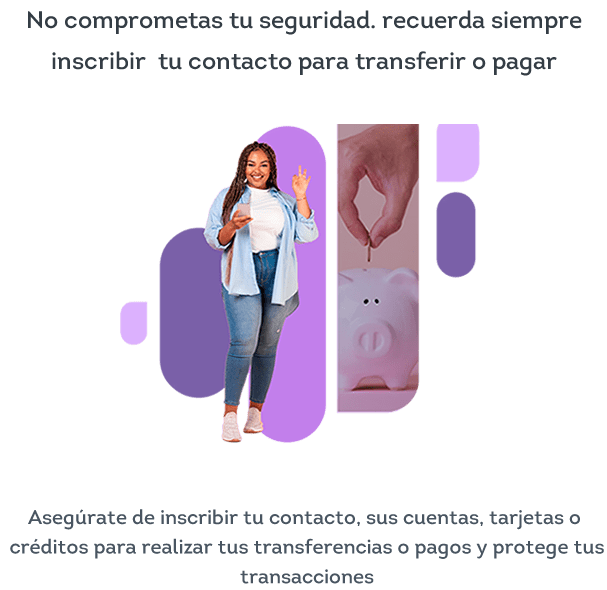 No comprometas tu seguridad. recuerda siempre
inscribir  tu contacto para transferir o pagar
Asegúrate de inscribir tu contacto, sus cuentas, tarjetas o
créditos para realizar tus transferencias o pagos y protege tus
transacciones